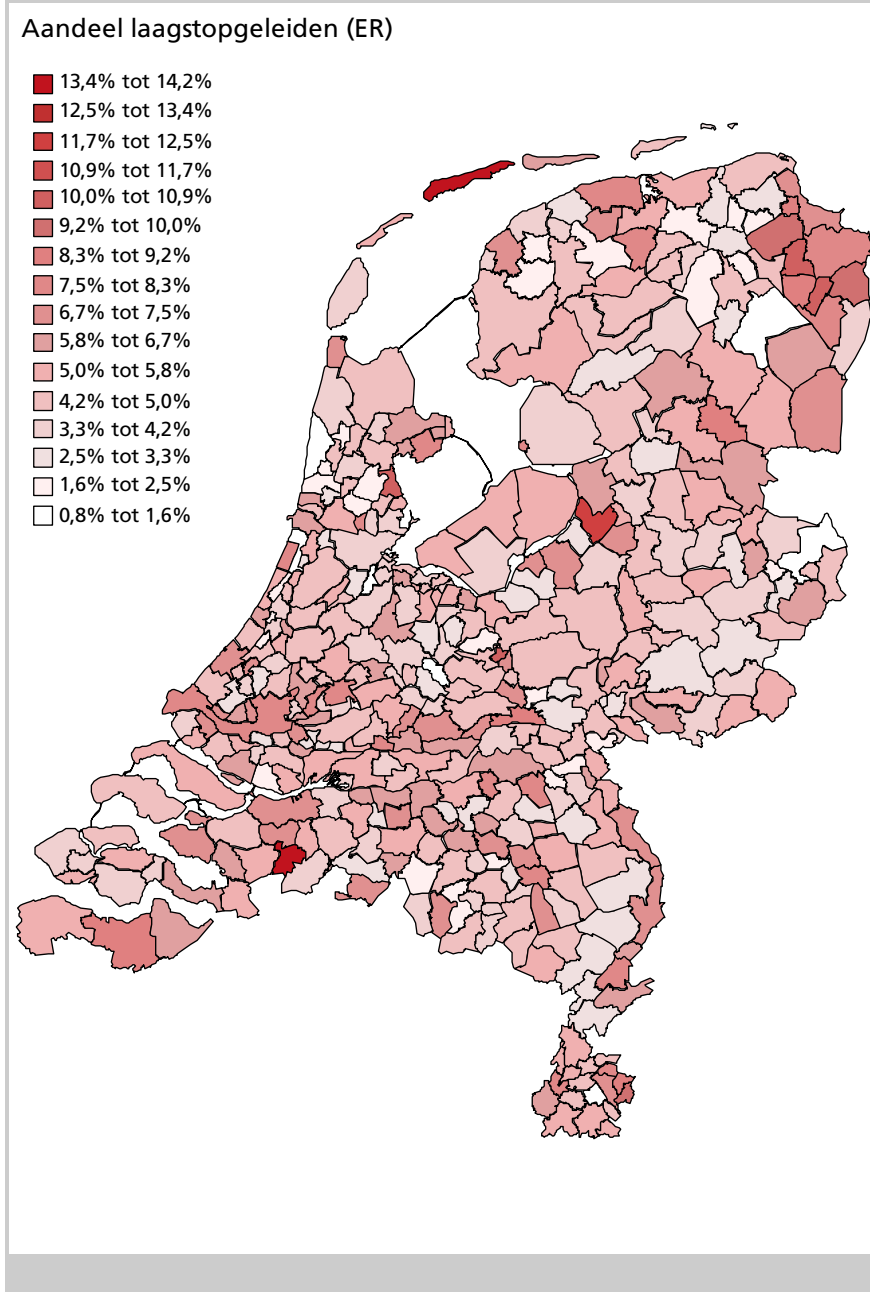 Aandeel laagstopgeleiden (ER)
13,4% tot 14,2%
12,5% tot 13,4%
11,7% tot 12,5%
10,9% tot 11,7%
10,0% tot 10,9%
9,2% tot 10,0%
8,3% tot 9,2%
7,5% tot 8,3%
6,7% tot 7,5%
5,8% tot 6,7%
5,0% tot 5,8%
4,2% tot 5,0%
3,3% tot 4,2%
2,5% tot 3,3%
1,6% tot 2,5%
0,8% tot 1,6%